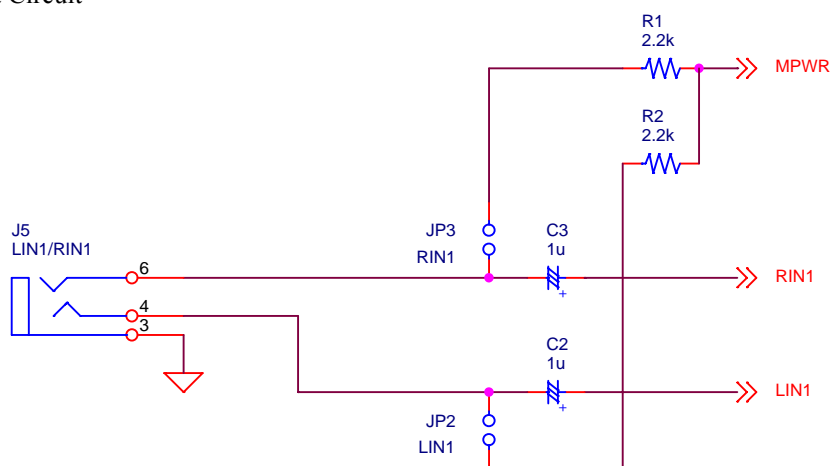 Circuit
R1
2.2k
MPWR
R2
2.2k
J5
LIN1/RIN1
JP3
RIN1
C3
1u
+
6
RIN1
4
3
C2
1u
+
LIN1
JP2
LIN1